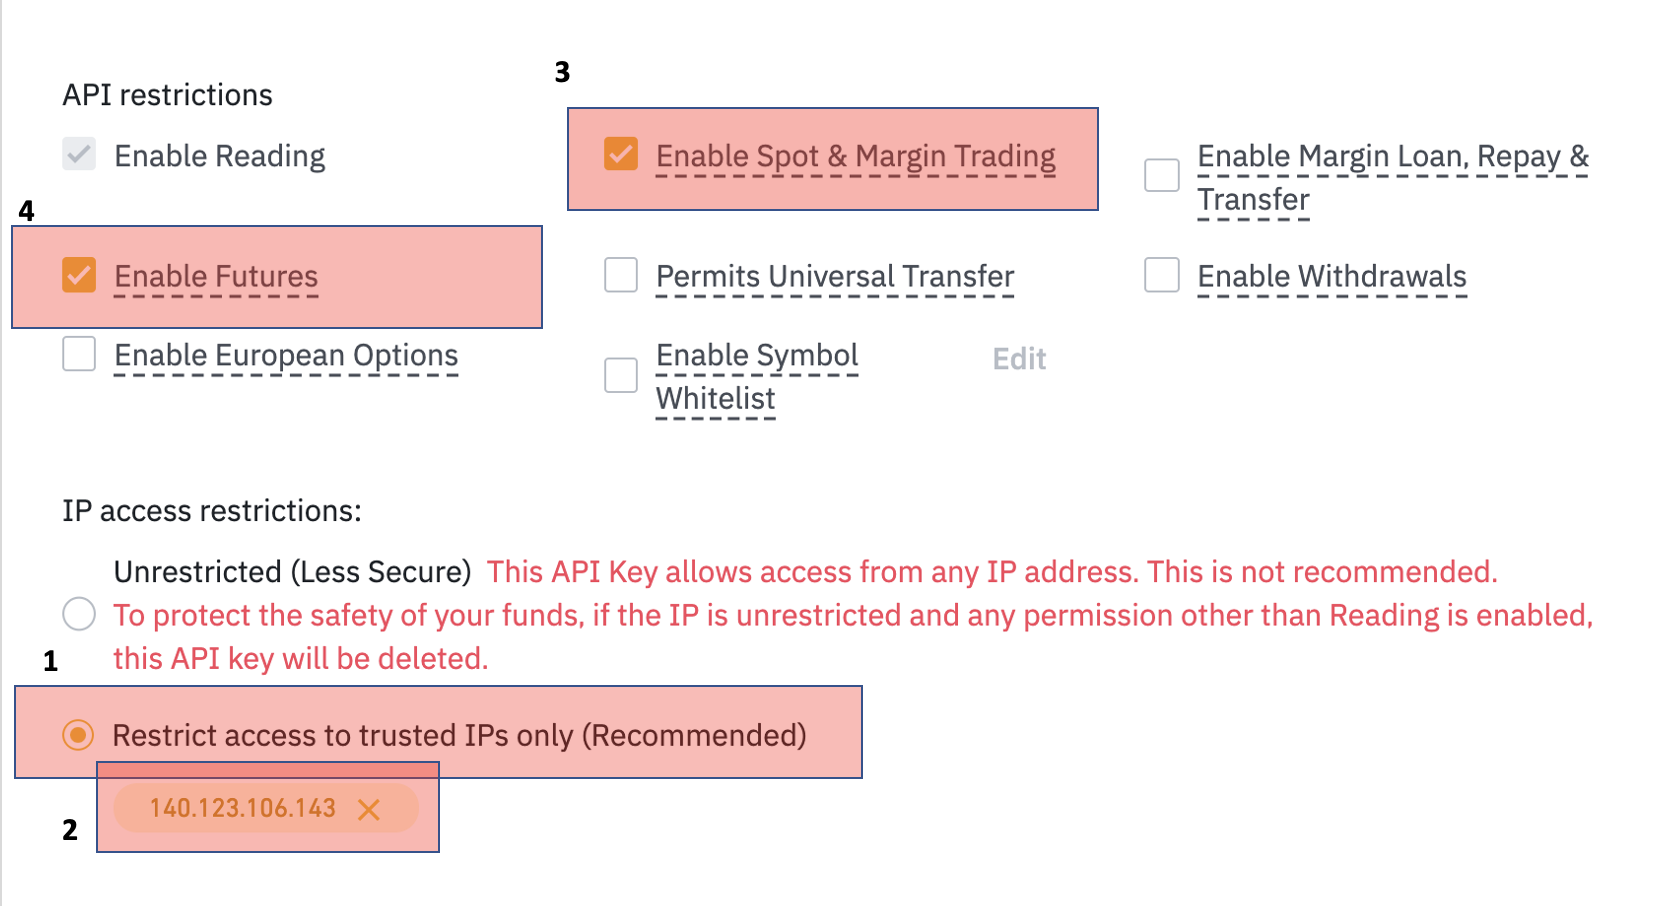 3
API restrictions
Enable Reading
Enable Spot & Margin Trading
Enable Margin Loan, Repay &
Transfer
4
Enable Futures
Permits Universal Transfer
Enable Withdrawals
Enable European Options
Enable Symbol
Whitelist
Edit
IP access restrictions:
Unrestricted (Less Secure) This API Key allows access from any IP address. This is not recommended.
To protect the safety of your funds, if the IP is unrestricted and any permission other than Reading is enabled,
this API key will be deleted.
1
Restrict access to trusted IPs only (Recommended)
140.123.106.143
2